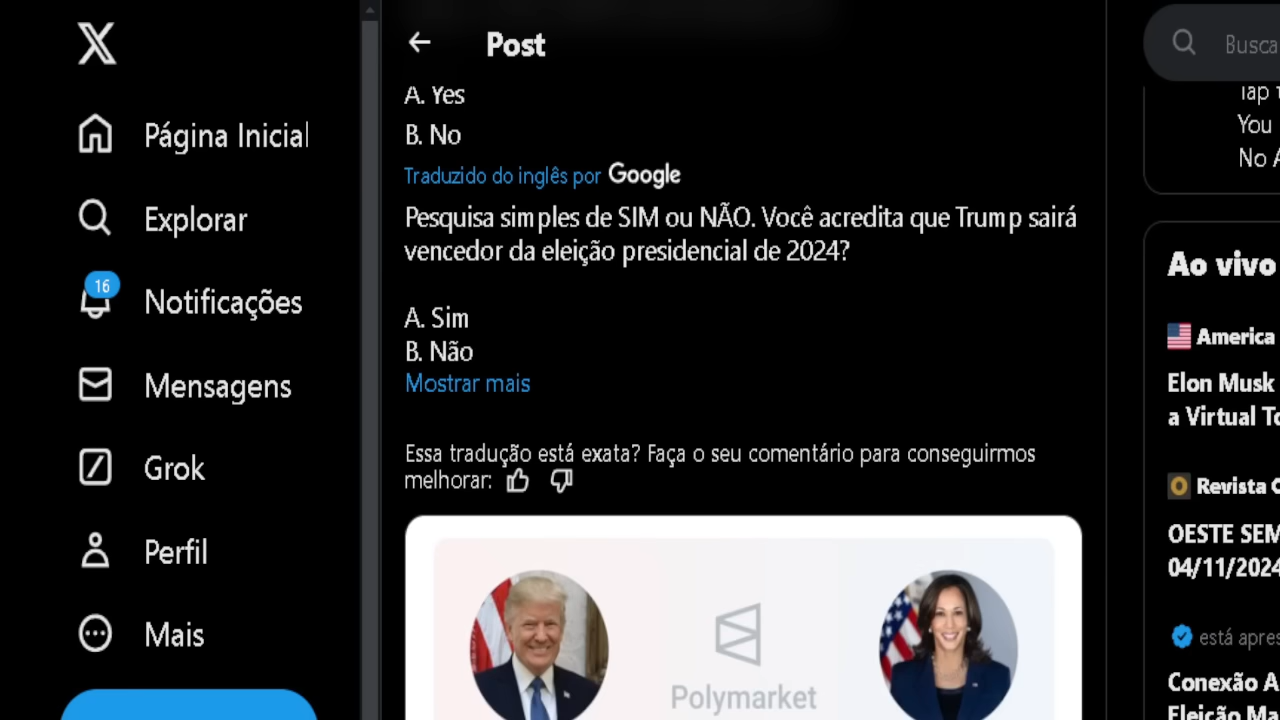 Post
A. Yes
B. No
Traduzido do inglês por Google
Pesquisa simples de SIM ou NÃO. Você acredita que Trump sairá
vencedor da eleição presidencial de 2024?
A. Sim
B. Não
Mostrar mais
Essa tradução está exata? Faça o seu comentário para conseguirmos
melhorar:
Polymarket
Página Inicial
Explorar
16
Notificações
Mensagens
Grok
Perfil
Mais
Busca
Tap
You
No A
Ao vivo
America
Elon Musk
a Virtual To
Revista O
OESTE SEM
04/11/2024
está apres
Conexão A
Eleição Ma